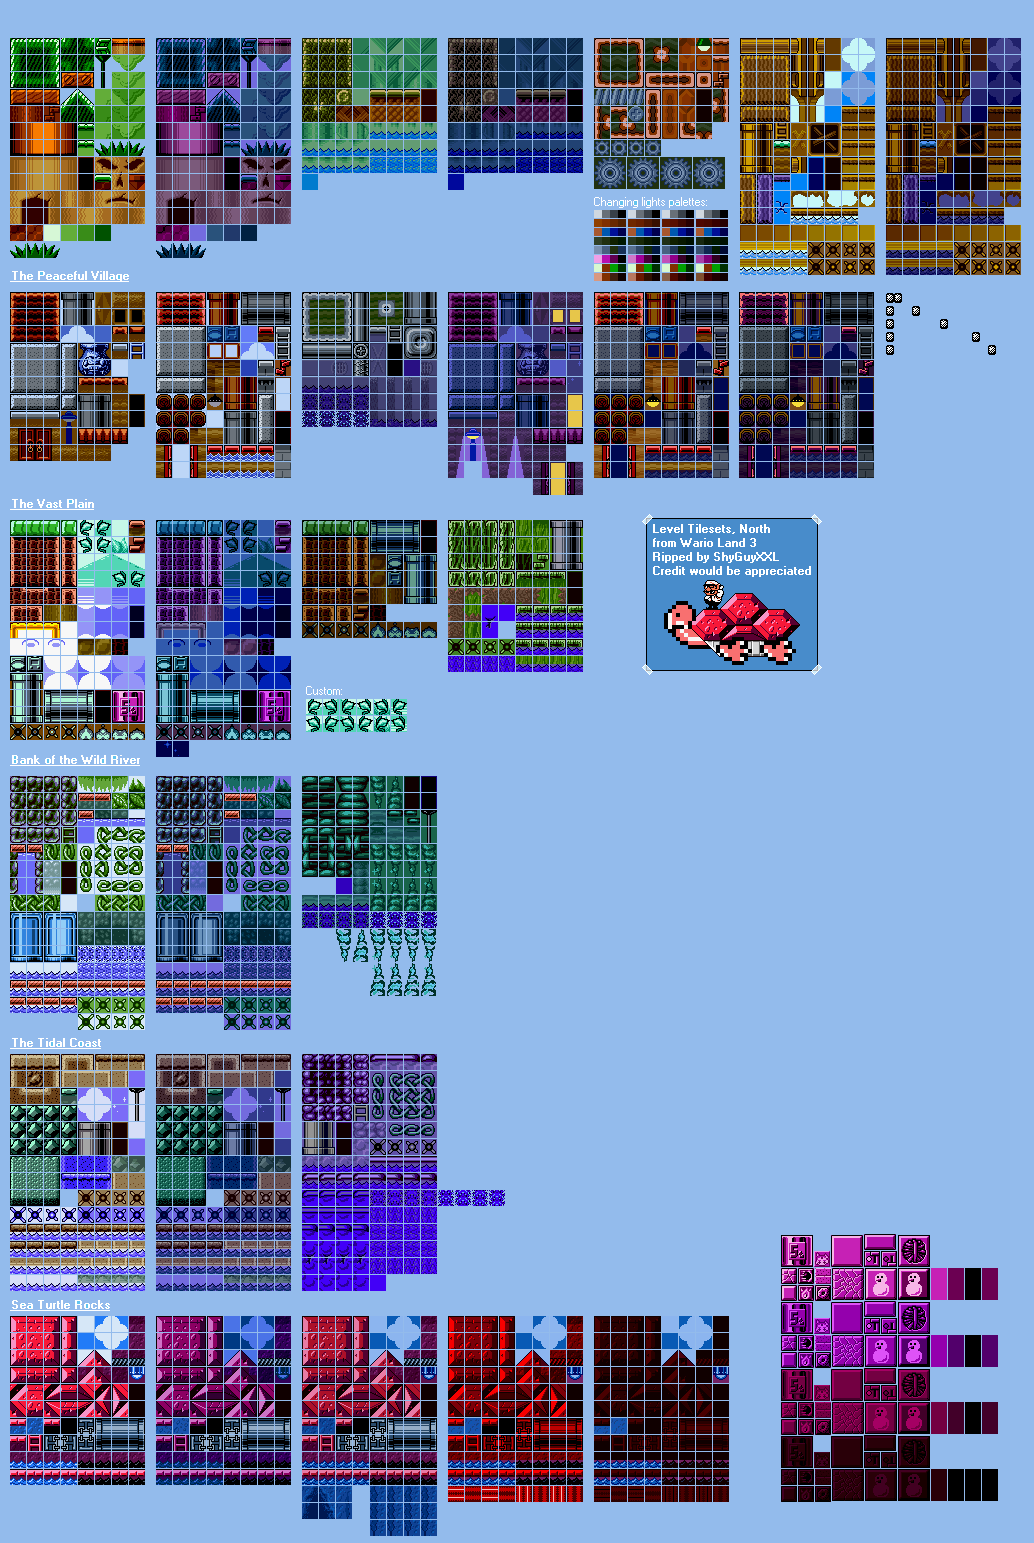 Changing lights palettes:
The Peaceful Village
The Vast Plain
Level Tilesets, North
from Wario Land 3
Ripped by ShyGuyXXL
Credit would be appreciated
Custom:
Bank of the Wild River
The Tidal Coast
Sea Turtle Rocks